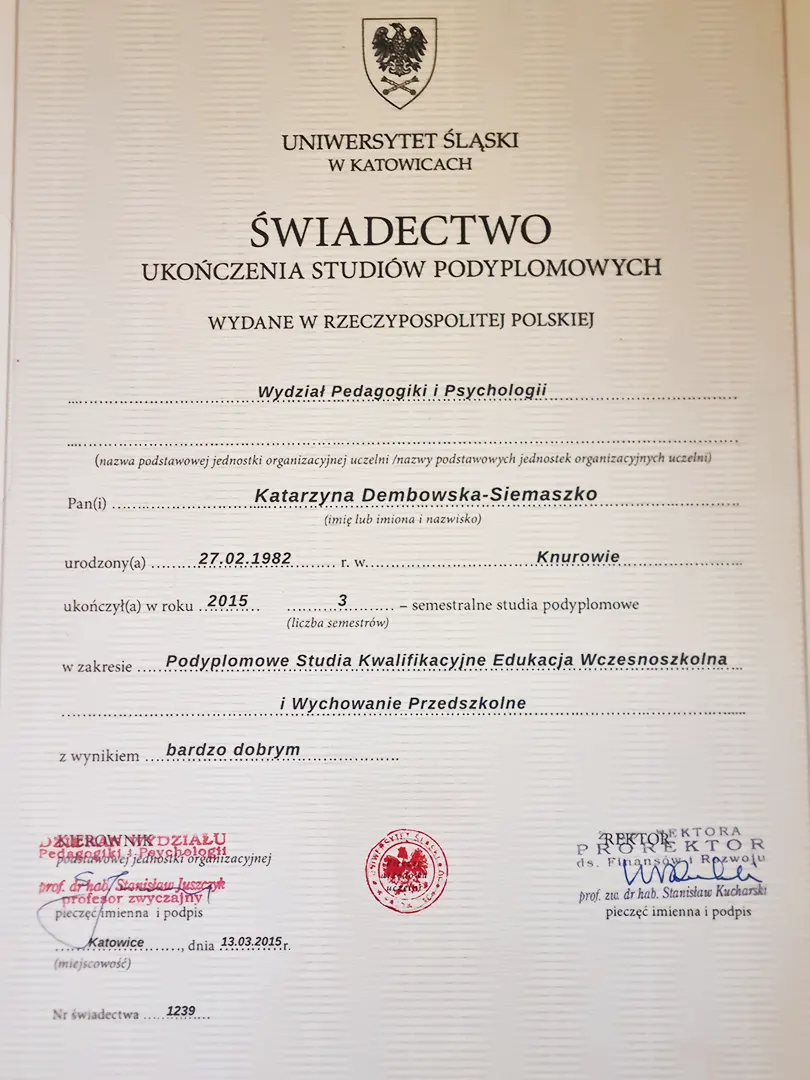 UNIWERSYTET ŚLĄSKI
W KATOWICACH
ŚWIADECTWO
UKOŃCZENIA STUDIÓW PODYPLOMOWYCH
WYDANE W RZECZYPOSPOLITEJ POLSKIEJ
Wydział Pedagogiki i Psychologii
(nazwa podstawowej jednostki organizacyjnej uczelni /nazwy podstawowych jednostek organizacyjnych uczelni)
Pan(i) Katarzyna Dembowska-Siemaszko
(imię lub imiona i nazwisko)
urodzony(a) 27.02.1982 r. w Knurowie
ukończył(a) w roku 2015 3 – semestralne studia podyplomowe
(liczba semestrów)
w zakresie Podyplomowe Studia Kwalifikacyjne Edukacja Wczesnoszkolna
i Wychowanie Przedszkolne
z wynikiem bardzo dobrym
KIEROWNIK
DZIEKAN WYDZIAŁU
Pedagogiki i Psychologii
podstawowej jednostki organizacyjnej
prof. dr hab. Stanisław Juszczyk
profesor zwyczajny
pieczęć imienna i podpis
REKTOR
Z REKTORA
PROREKTOR
ds. Finansów i Rozwoju
prof. zw. dr hab. Stanisław Kucharski
pieczęć imienna i podpis
Katowice, dnia 13.03.2015 r.
(miejscowość)
Nr świadectwa 1239